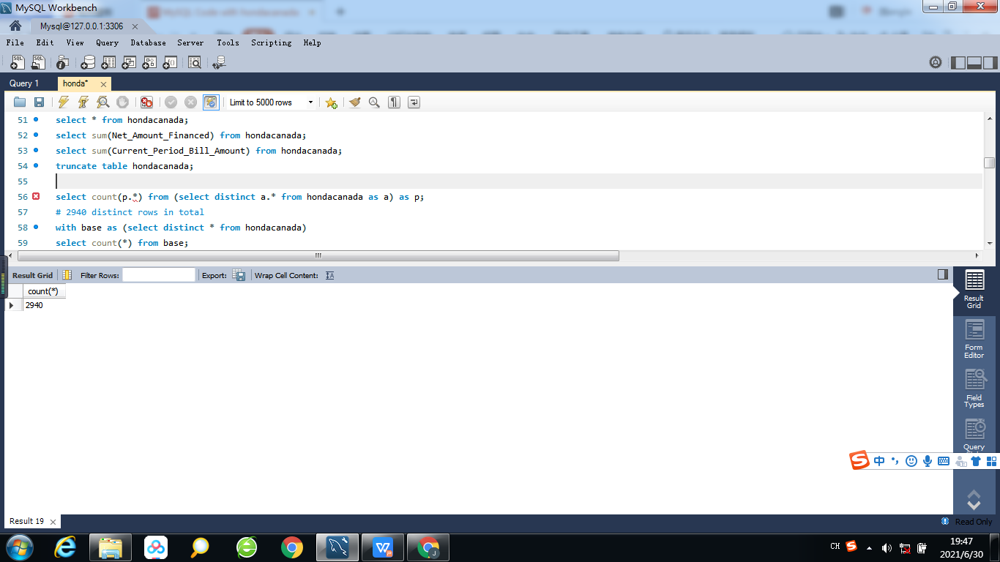 MySQL Workbench
Mysql@127.0.0.1:3306
File Edit View Query Database Server Tools Scripting Help
Query 1 honda*
Limit to 5000 rows
51 select * from hondacanada;
52 select sum(Net_Amount_Financed) from hondacanada;
53 select sum(Current_Period_Bill_Amount) from hondacanada;
54 truncate table hondacanada;
55
56 select count(p.*) from (select distinct a.* from hondacanada as a) as p;
57 # 2940 distinct rows in total
58 with base as (select distinct * from hondacanada)
59 select count(*) from base;
Result Grid Filter Rows: Export: Wrap Cell Content:
count(*)
2940
Result
Grid
Form
Editor
Field
Types
Query
中
Result 19
Read Only
CH
19:47
2021/6/30